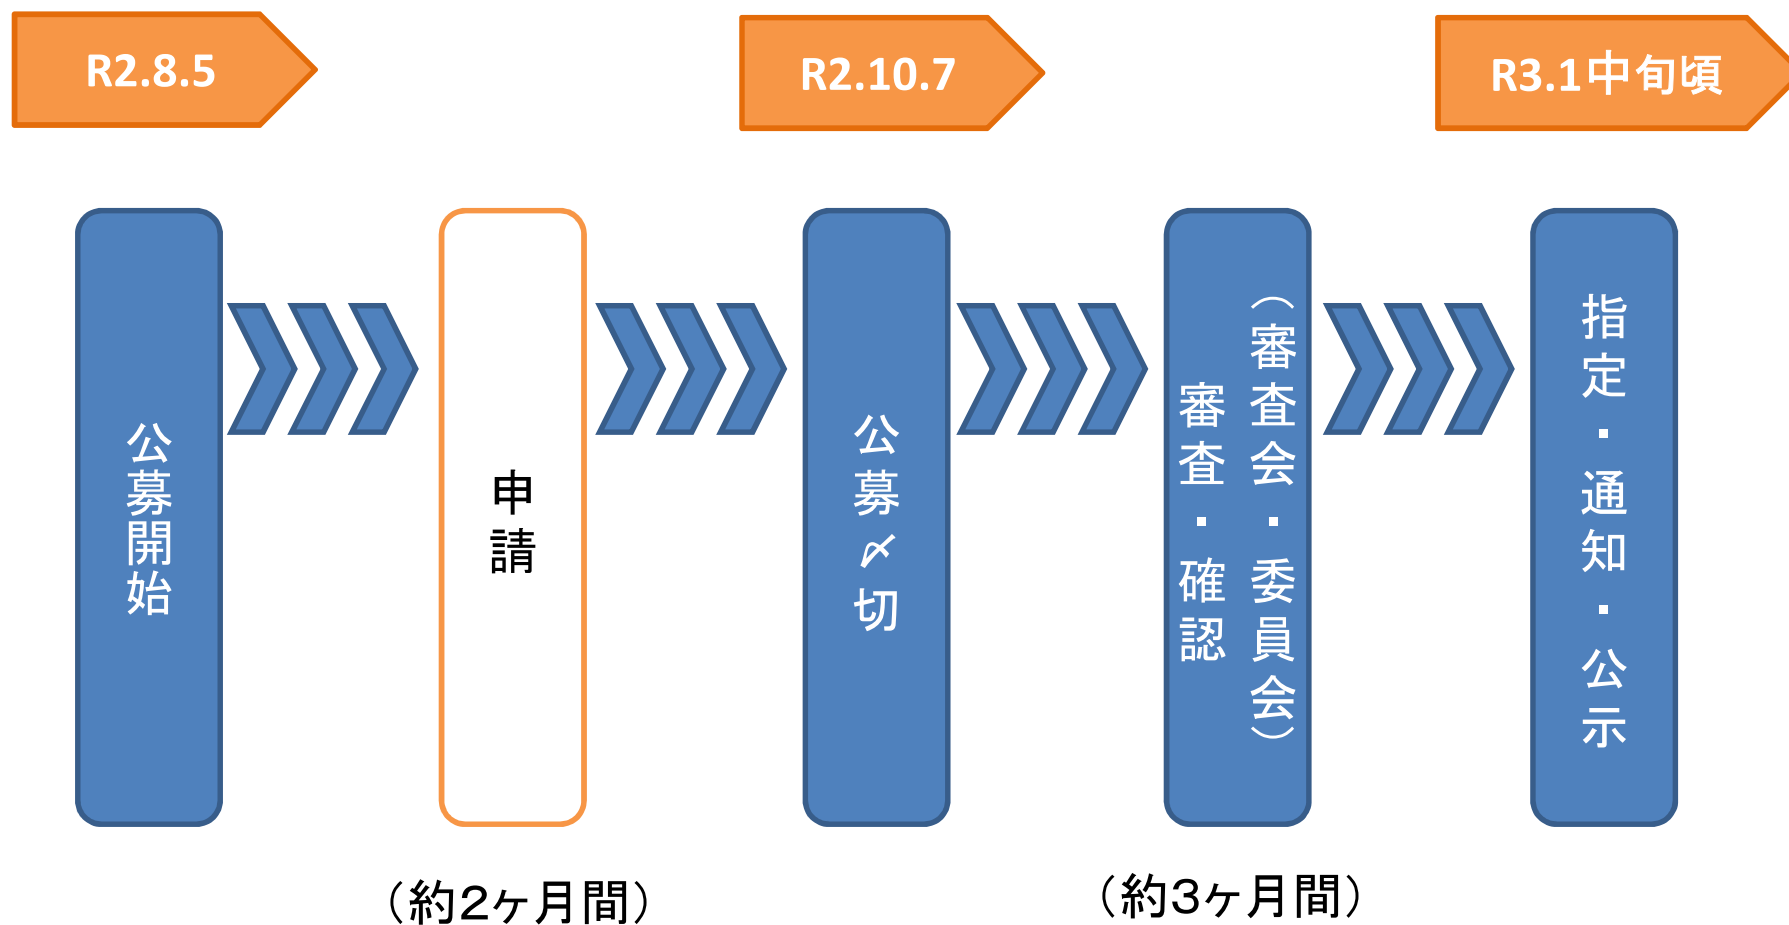 R2.8.5
R2.10.7
R3.1中旬頃
公募開始
申請
公募〆切
審査・確認
（審査会・委員会）
指定・通知・公示
（約2ヶ月間）
（約3ヶ月間）